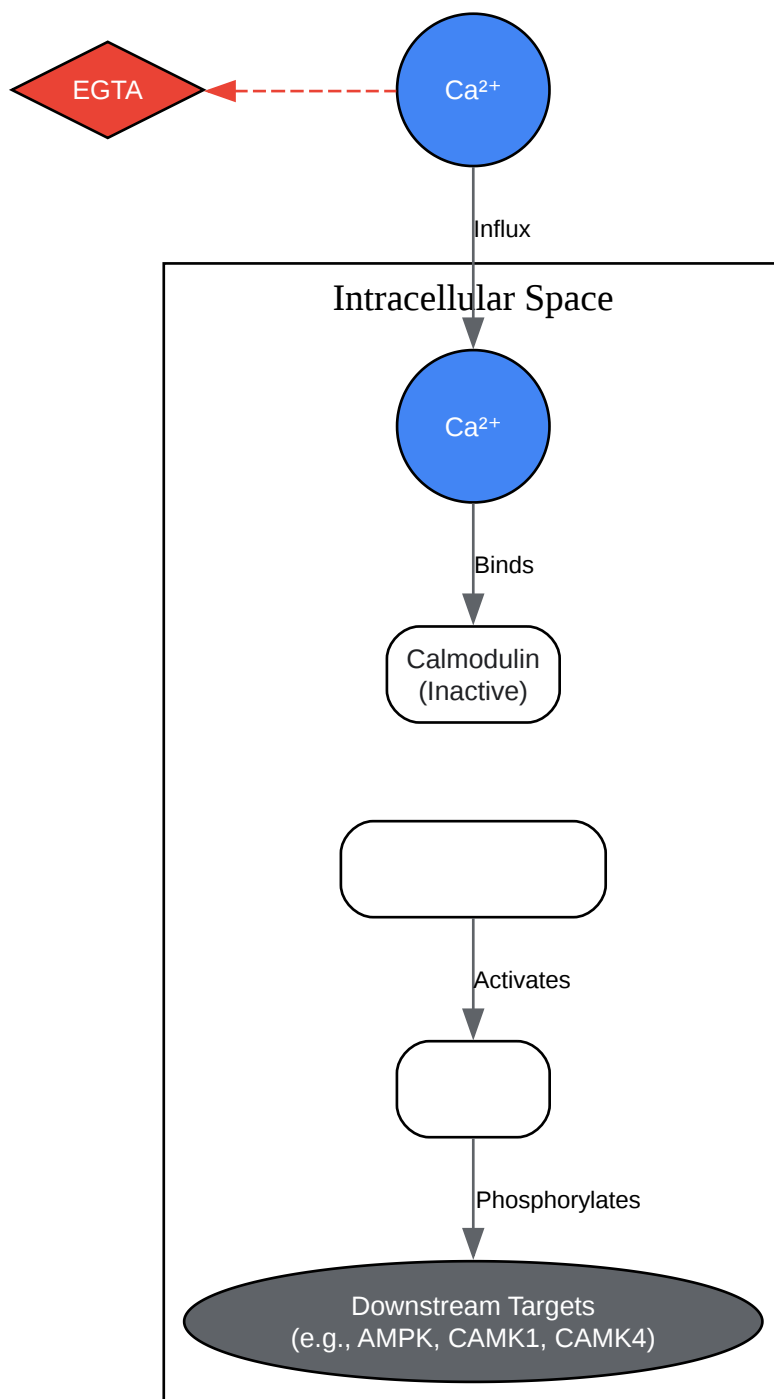 EGTA
Ca²⁺
Influx
Intracellular Space
Ca²⁺
Binds
Calmodulin
(Inactive)
Activates
Phosphorylates
Downstream Targets
(e.g., AMPK, CAMK1, CAMK4)